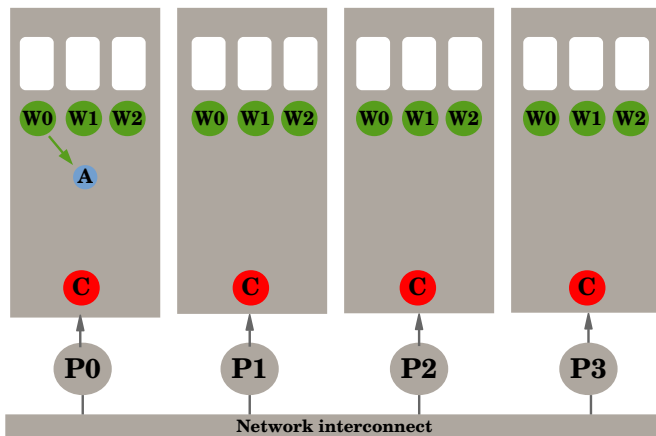 W0 W1 W2 W0 W1 W2 W0 W1 W2 W0 W1 W2
A
C C C C
P0 P1 P2 P3
Network interconnect